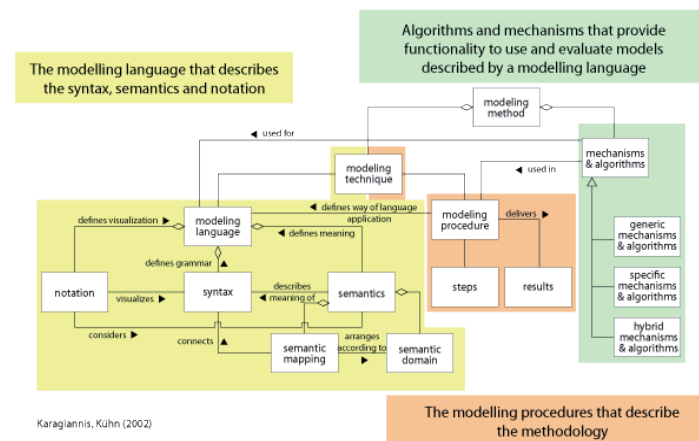 Algorithms and mechanisms that provide
functionality to use and evaluate models
described by a modelling language
The modelling language that describes
the syntax, semantics and notation
modeling
method
◄ used for
mechanisms
& algorithms
modeling
technique
◄ used in
◄ defines way of language
application
modeling
language
defines visualization ►
◄ defines meaning
modeling
procedure
delivers ►
generic
mechanisms
& algorithms
defines grammar ▲
notation
visualizes ►
syntax
describes
◄ meaning of
semantics
steps
results
specific
mechanisms
& algorithms
considers ►
connects ▲
semantic
mapping
arranges
according to
►
semantic
domain
hybrid
mechanisms
& algorithms
Karagiannis, Kühn (2002)
The modelling procedures that describe
the methodology